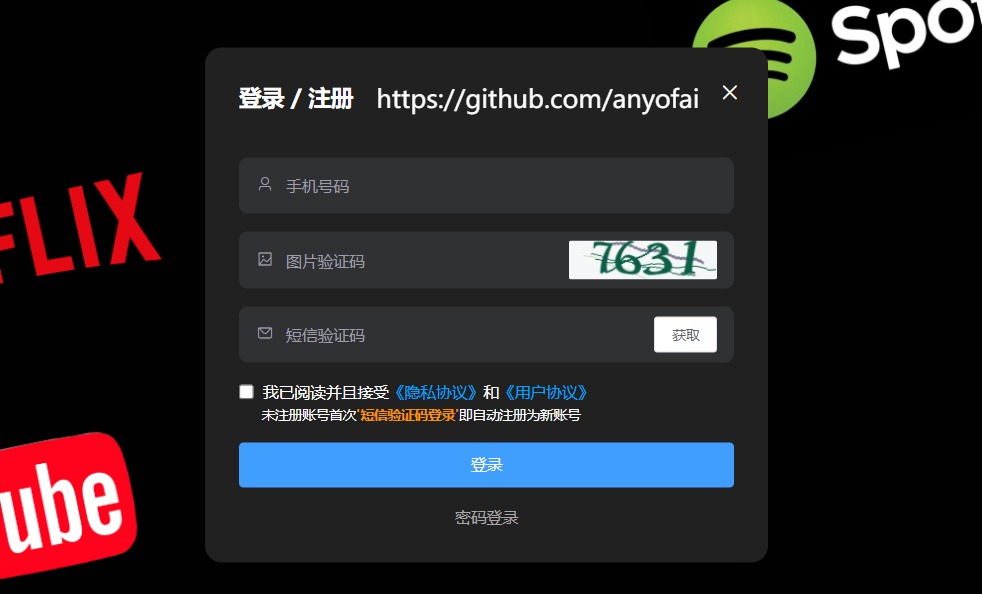 Spo
登录 / 注册 https://github.com/anyofai
手机号码
FLIX
图片验证码 7631
短信验证码 获取
我已阅读并且接受《隐私协议》和《用户协议》
未注册账号首次'短信验证码登录'即自动注册为新账号
登录
ube
密码登录